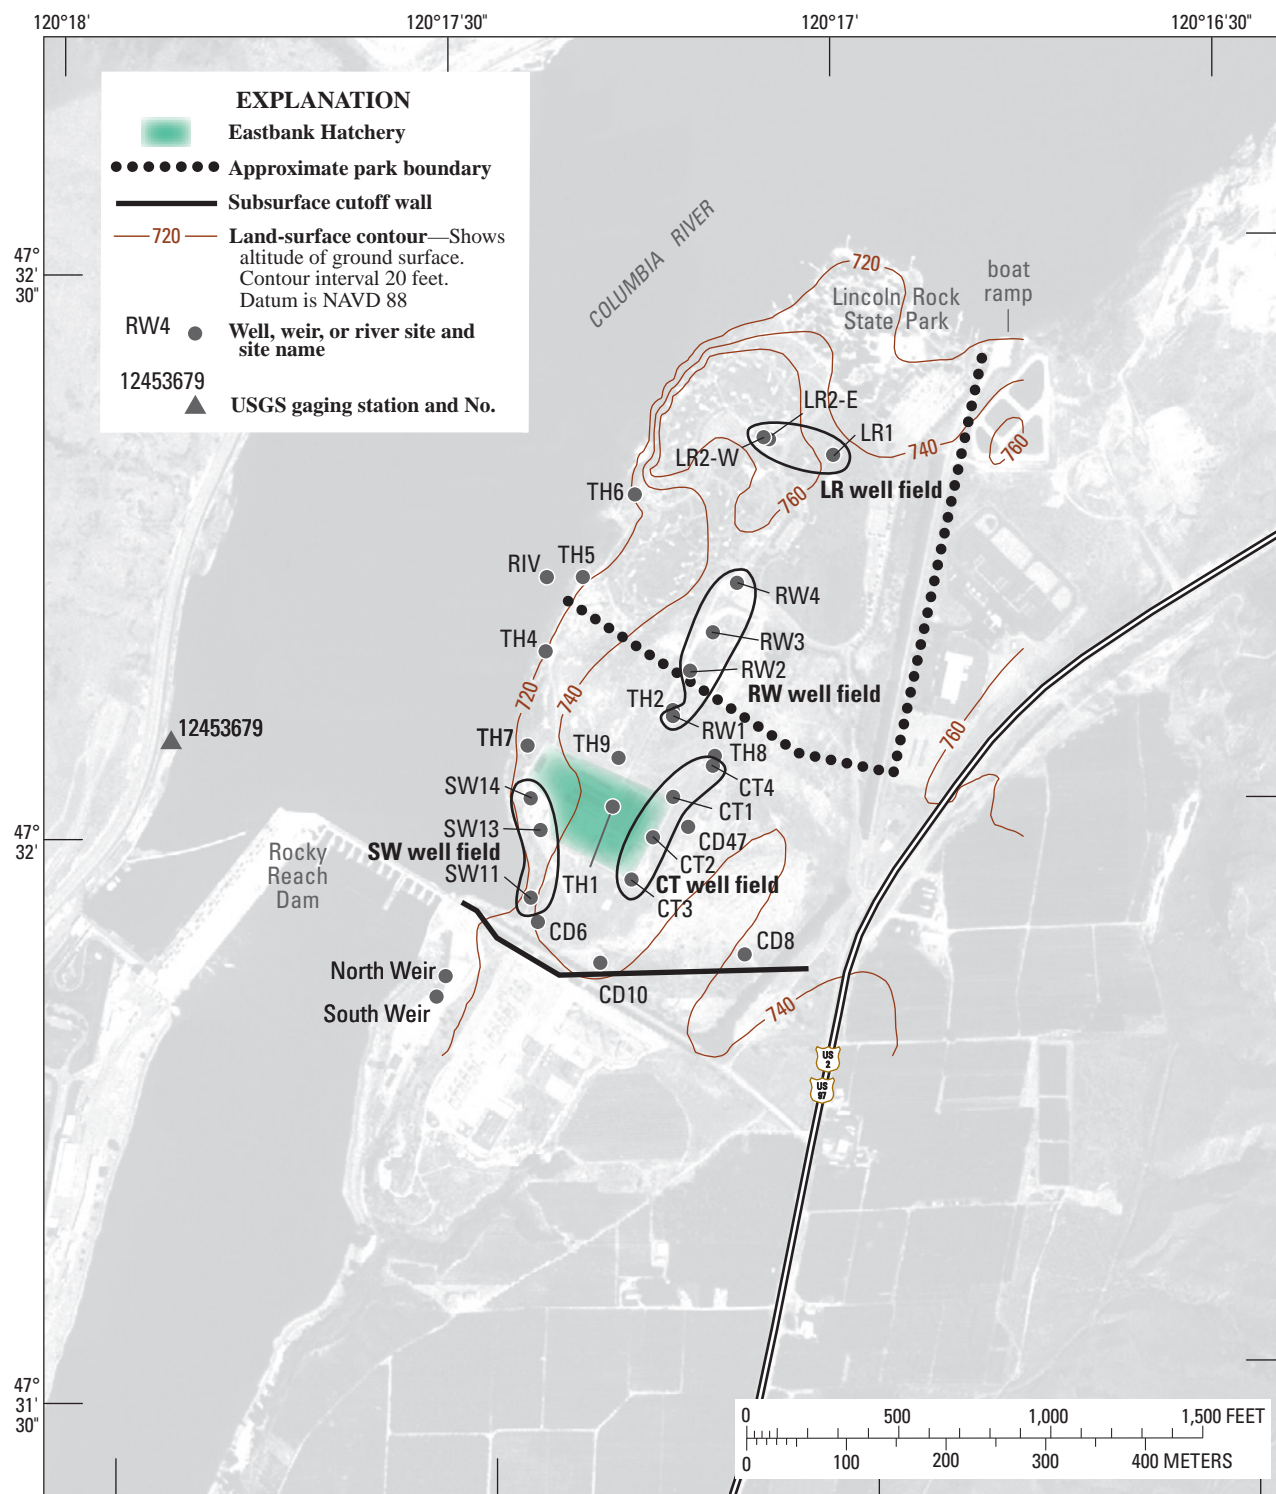 120°18'
120°17'30"
120°17'
120°16'30"
EXPLANATION
Eastbank Hatchery
Approximate park boundary
Subsurface cutoff wall
720
Land-surface contour—Shows
altitude of ground surface.
Contour interval 20 feet.
Datum is NAVD 88
RW4
Well, weir, or river site and
site name
12453679
USGS gaging station and No.
47°
32'
30"
COLUMBIA RIVER
720
Lincoln Rock
State Park
boat
ramp
LR2-E
LR1
LR2-W
740
760
760
LR well field
TH6
RIV
TH5
RW4
RW3
TH4
RW2
720
740
TH2
RW well field
RW1
12453679
TH7
TH9
TH8
760
CT4
SW14
CT1
SW13
CD47
47°
32'
Rocky
Reach
Dam
SW well field
CT2
SW11
TH1
CT well field
CT3
CD6
CD8
North Weir
CD10
South Weir
740
US
2
US
97
47°
31'
30"
0 500 1,000 1,500 FEET
0 100 200 300 400 METERS